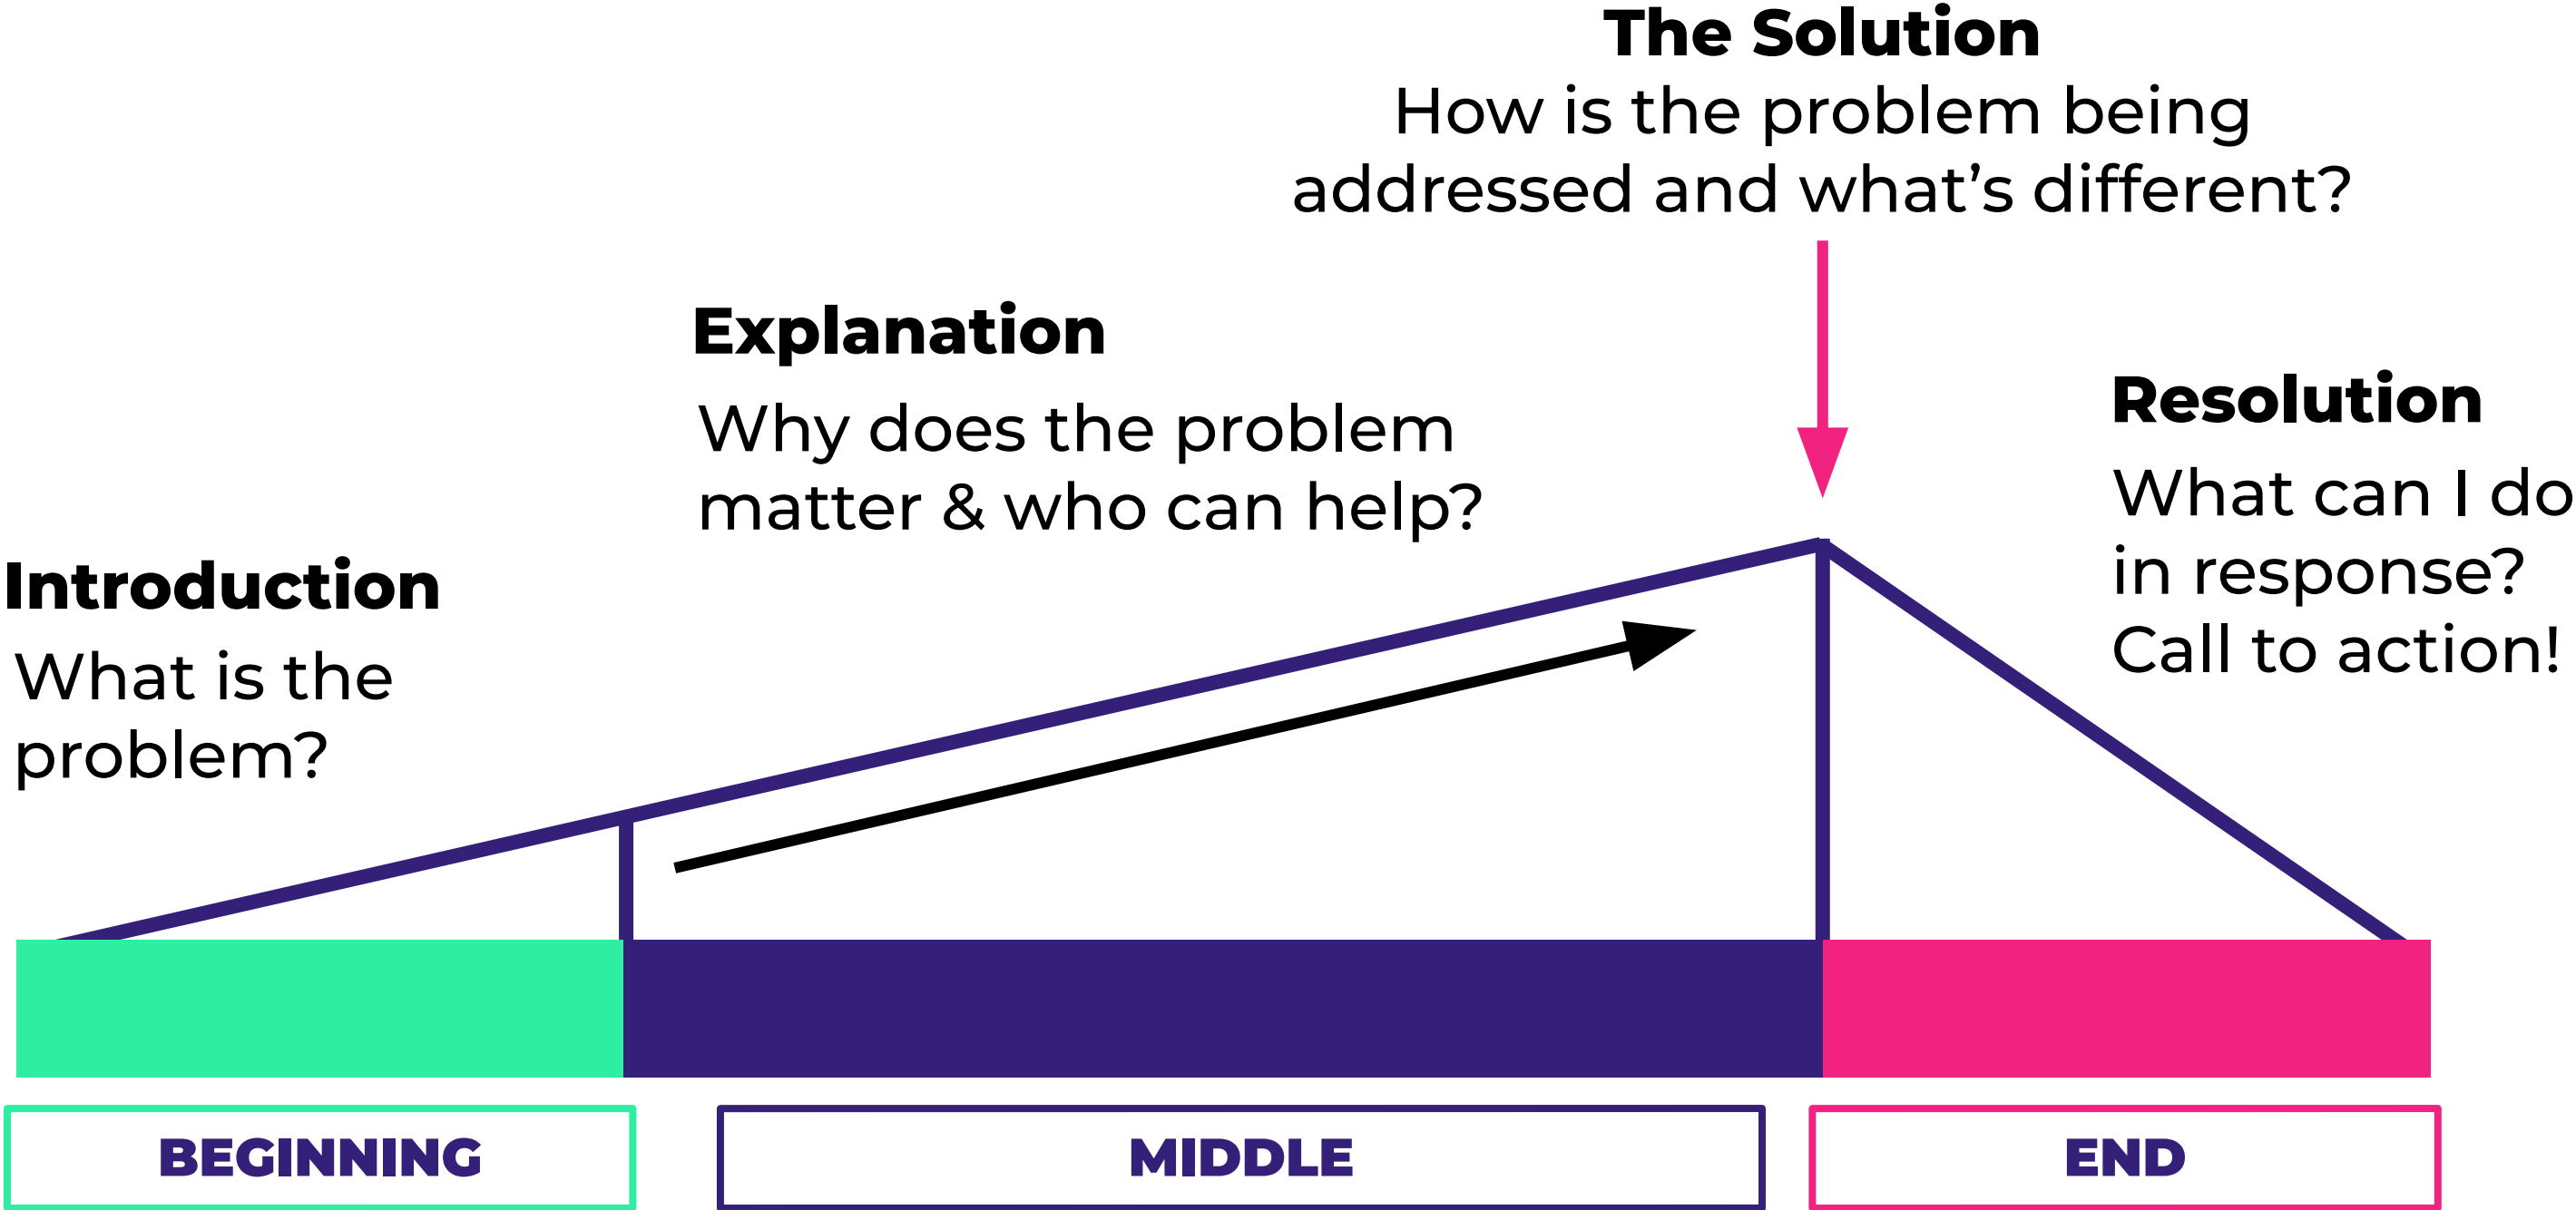 The Solution
How is the problem being
addressed and what's different?
Explanation
Why does the problem
matter & who can help?
Resolution
What can I do
in response?
Call to action!
Introduction
What is the
problem?
BEGINNING
MIDDLE
END